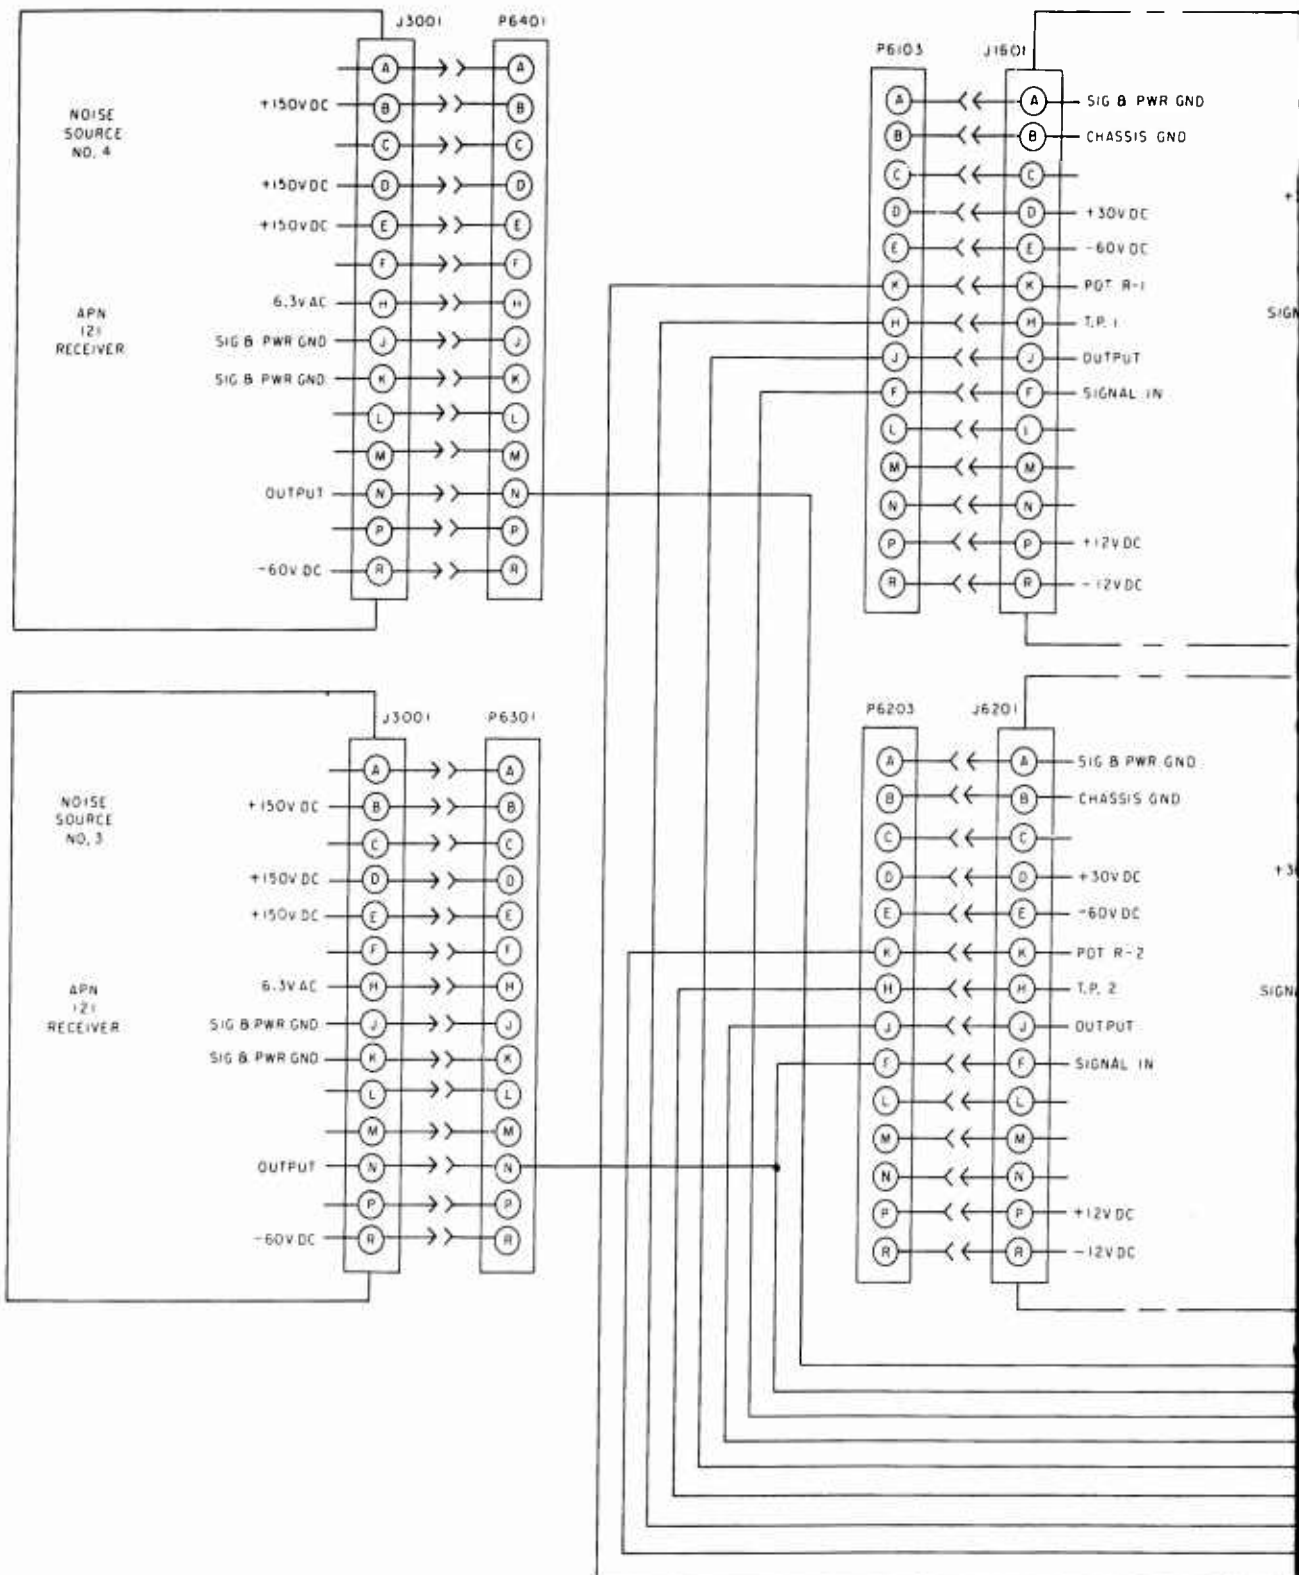 J3001 P6401
NOISE
SOURCE
NO. 4
APN
121
RECEIVER
A A
+150V DC B B
C C
+150V DC D D
+150V DC E E
F F
6.3V AC H H
SIG & PWR GND J J
SIG & PWR GND K K
L L
M M
OUTPUT N N
P P
-60V DC R R
P6103 J1601
A A SIG & PWR GND
B B CHASSIS GND
C C
D D +30V DC
E E -60V DC
K K POT R-1
H H T.P. 1
J J OUTPUT
F F SIGNAL IN
L L
M M
N N
P P +12V DC
R R -12V DC
SIGN
J3001 P6301
NOISE
SOURCE
NO. 3
APN
121
RECEIVER
A A
+150V DC B B
C C
+150V DC D D
+150V DC E E
F F
6.3V AC H H
SIG & PWR GND J J
SIG & PWR GND K K
L L
M M
OUTPUT N N
P P
-60V DC R R
P6203 J6201
A A SIG & PWR GND
B B CHASSIS GND
C C
D D +30V DC
E E -60V DC
K K POT R-2
H H T.P. 2
J J OUTPUT
F F SIGNAL IN
L L
M M
N N
P P +12V DC
R R -12V DC
+3
SIGN